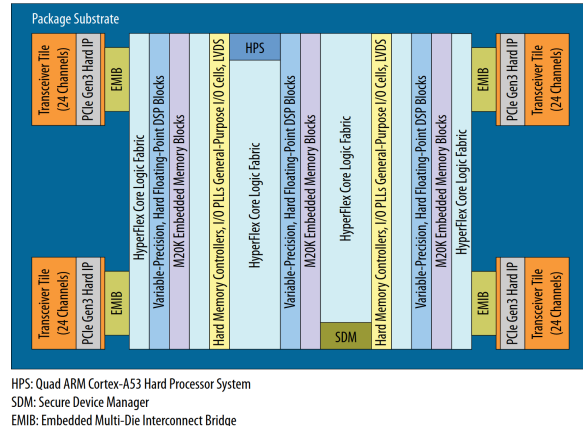 Package Substrate
Transceiver Tile
(24 Channels)
PCIe Gen3 Hard IP
EMIB
HyperFlex Core Logic Fabric
Variable-Precision, Hard Floating-Point DSP Blocks
M20K Embedded Memory Blocks
Hard Memory Controllers, I/O PLLs General-Purpose I/O Cells, LVDS
HPS
HyperFlex Core Logic Fabric
Variable-Precision, Hard Floating-Point DSP Blocks
M20K Embedded Memory Blocks
HyperFlex Core Logic Fabric
SDM
Hard Memory Controllers, I/O PLLs General-Purpose I/O Cells, LVDS
Variable-Precision, Hard Floating-Point DSP Blocks
M20K Embedded Memory Blocks
HyperFlex Core Logic Fabric
EMIB
PCIe Gen3 Hard IP
Transceiver Tile
(24 Channels)
Transceiver Tile
(24 Channels)
PCIe Gen3 Hard IP
EMIB
EMIB
PCIe Gen3 Hard IP
Transceiver Tile
(24 Channels)
HPS: Quad ARM Cortex-A53 Hard Processor System
SDM: Secure Device Manager
EMIB: Embedded Multi-Die Interconnect Bridge